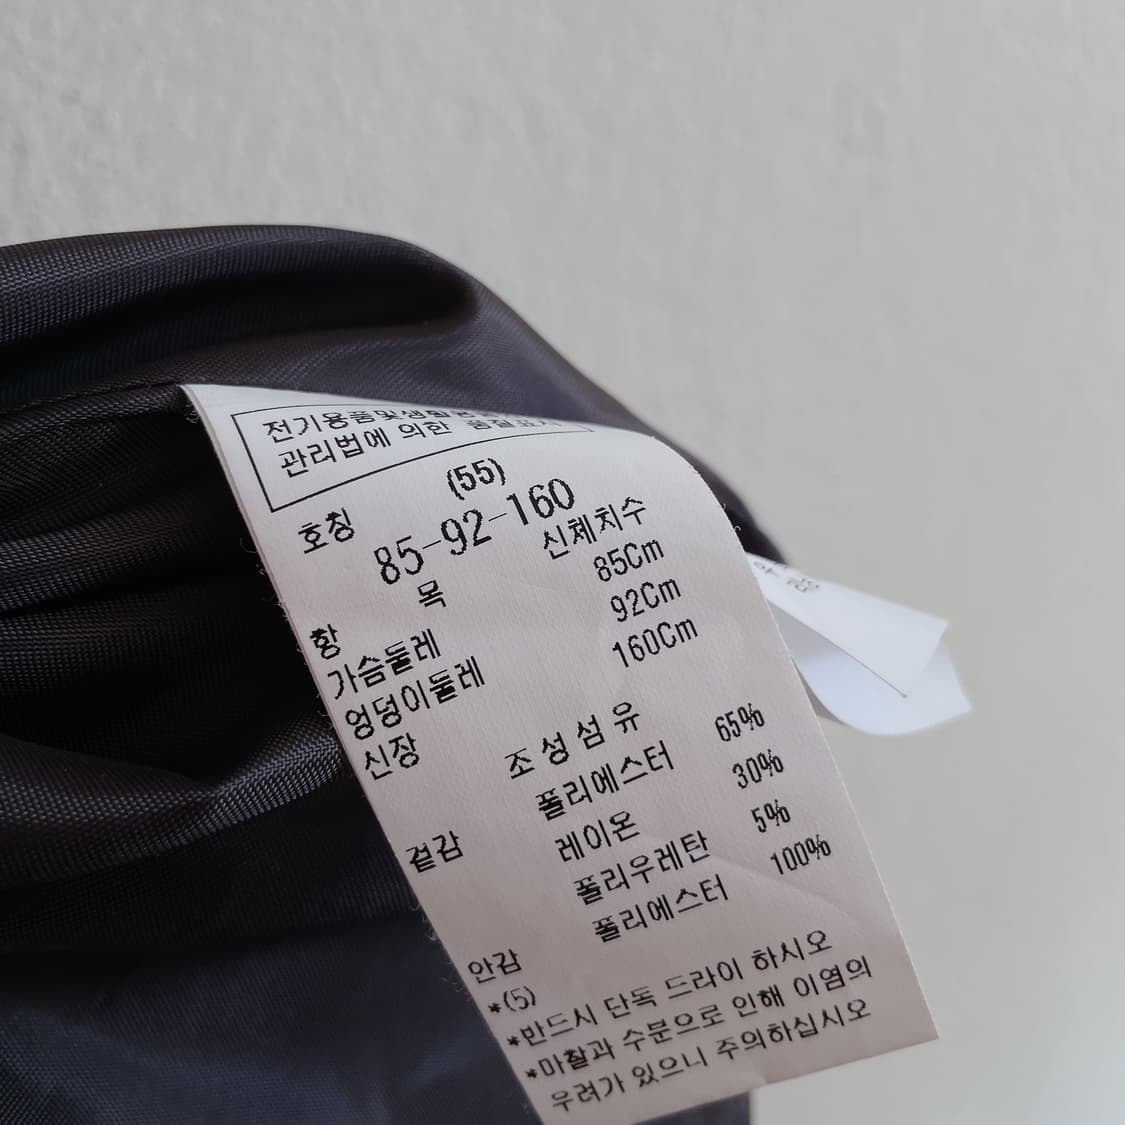 전기용품및생활
관리법에 의한 품질표시
(55)
호칭 85-92-160
항 목 신체치수
가슴둘레 85Cm
엉덩이둘레 92Cm
신장 160Cm
조성섬유
겉감 폴리에스터 65%
레이온 30%
폴리우레탄 5%
안감 폴리에스터 100%
*(5)
*반드시 단독 드라이 하시오
*마찰과 수분으로 인해 이염의
우려가 있으니 주의하십시오